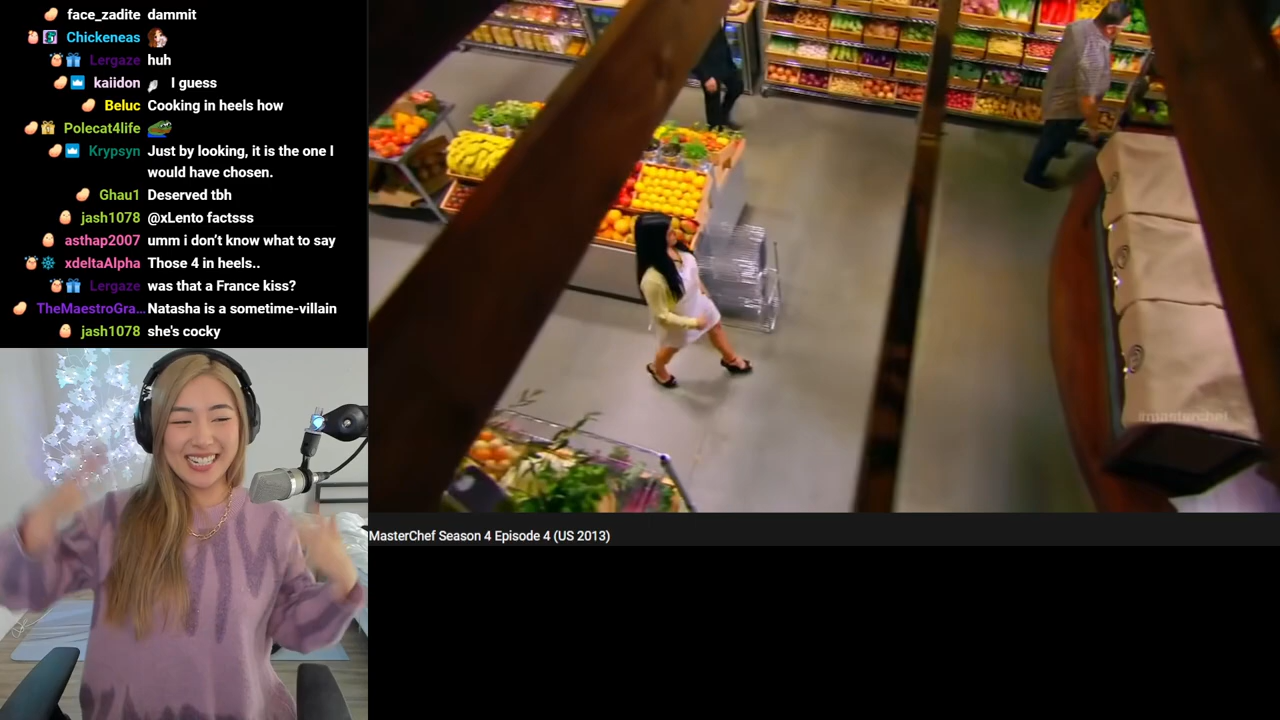 face_zadite dammit
Chickeneas
Lergaze huh
kaiidon I guess
Beluc Cooking in heels how
Polecat4life
Krypsyn Just by looking, it is the one I
would have chosen.
Ghau1 Deserved tbh
jash1078 @xLento factsss
asthap2007 umm i don’t know what to say
xdeltaAlpha Those 4 in heels..
Lergaze was that a France kiss?
TheMaestroGra... Natasha is a sometime-villain
jash1078 she's cocky
#masterchef
MasterChef Season 4 Episode 4 (US 2013)